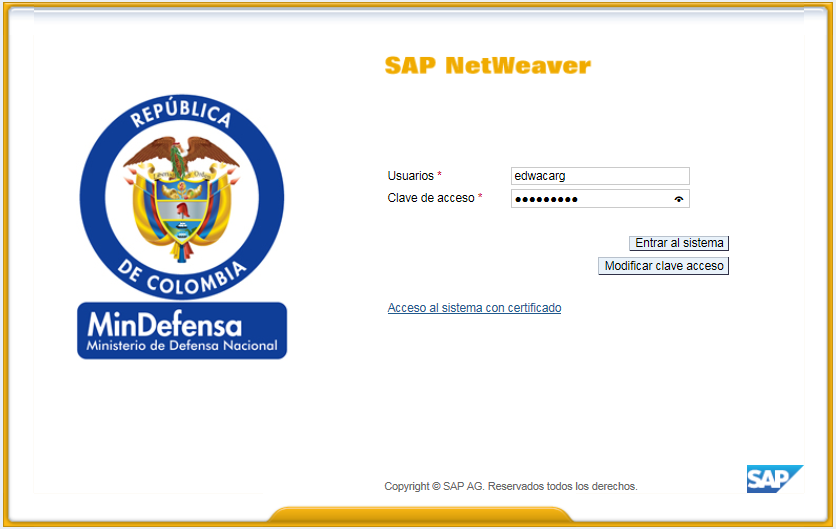 SAP NetWeaver
REPÚBLICA
DE COLOMBIA
MinDefensa
Ministerio de Defensa Nacional
Usuarios * edwacarg
Clave de acceso * •••••••••
Entrar al sistema
Modificar clave acceso
Acceso al sistema con certificado
Copyright © SAP AG. Reservados todos los derechos.
SAP